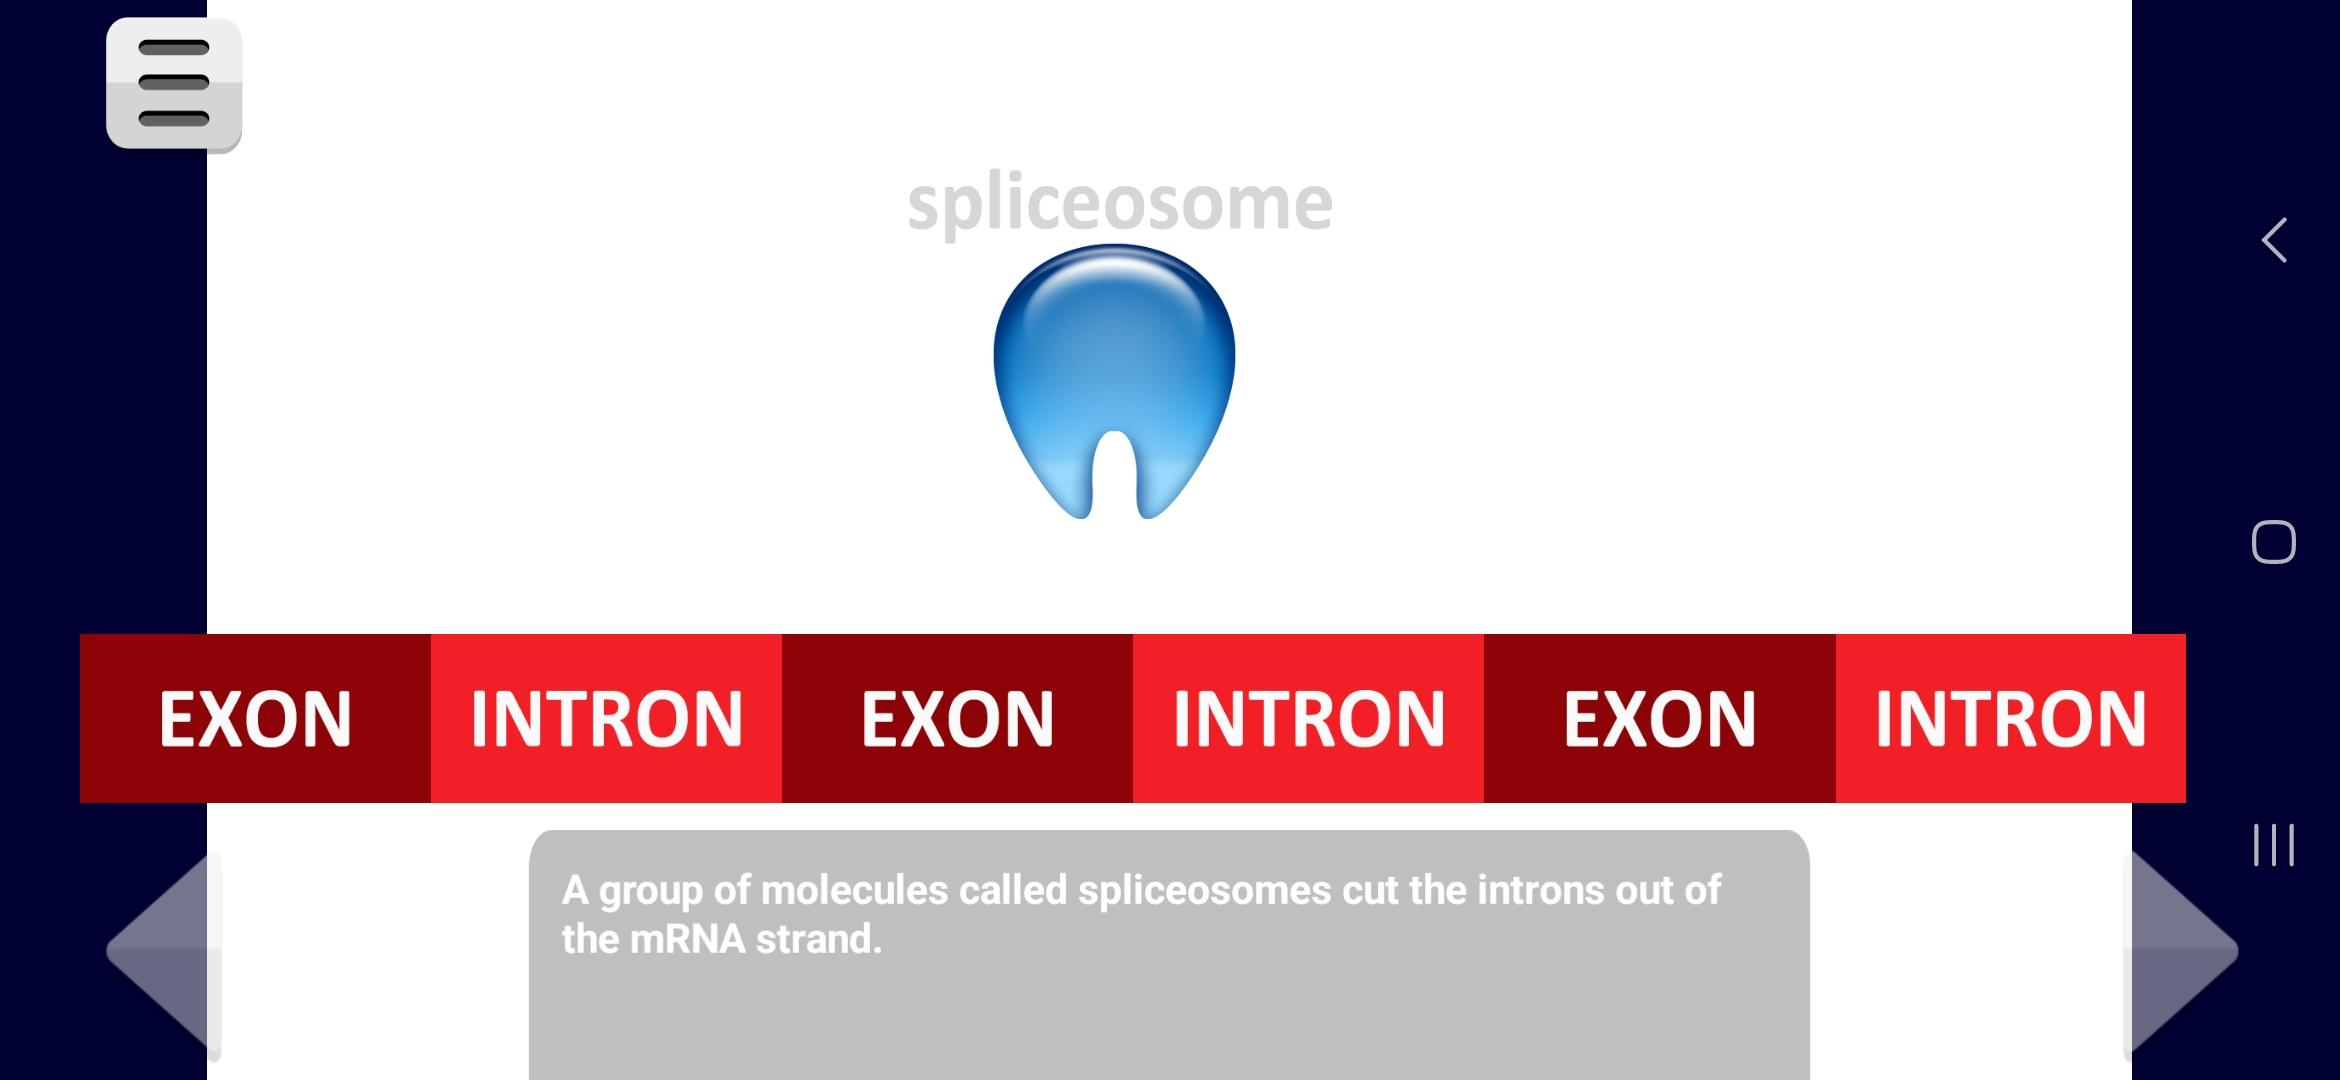 spliceosome
EXON INTRON EXON INTRON EXON INTRON
A group of molecules called spliceosomes cut the introns out of
the mRNA strand.